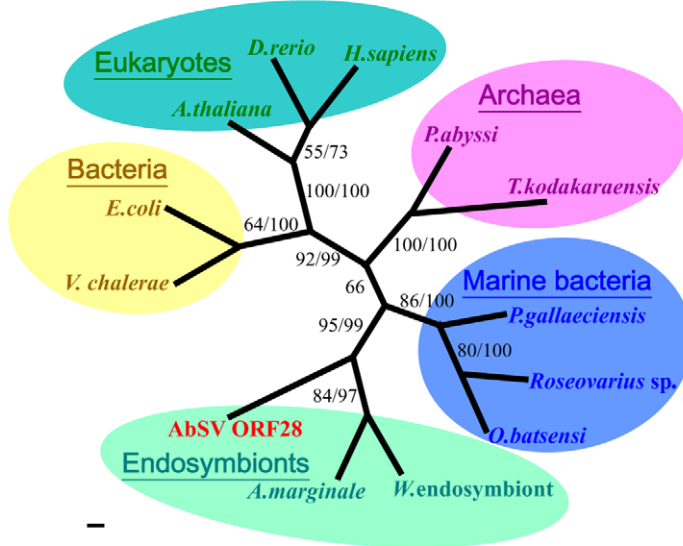 Eukaryotes
D.rerio
H.sapiens
A.thaliana
55/73
100/100
Archaea
P.abyssi
T.kodakaraensis
100/100
Bacteria
E.coli
V. chalerae
64/100
92/99
66
Marine bacteria
86/100
P.gallaeciensis
80/100
Roseovarius sp.
O.batsensi
95/99
84/97
AbSV ORF28
Endosymbionts
A.marginale
W.endosymbiont